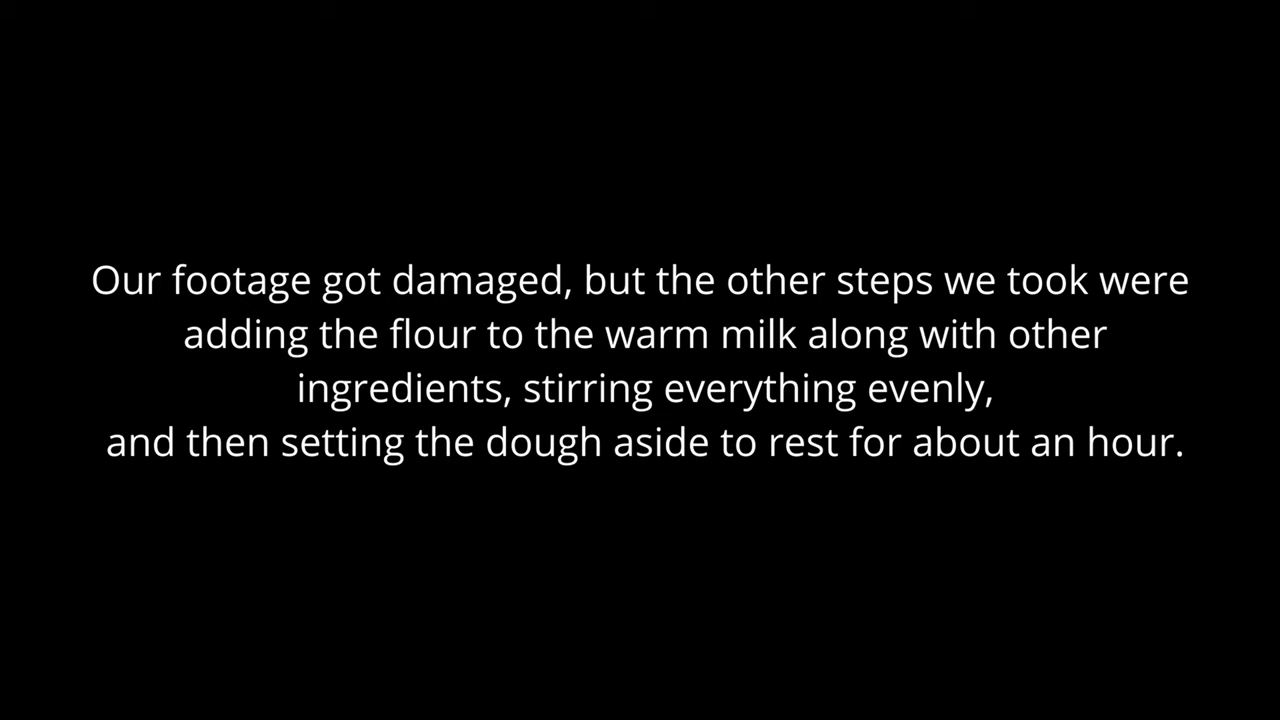 Our footage got damaged, but the other steps we took were
adding the flour to the warm milk along with other
ingredients, stirring everything evenly,
and then setting the dough aside to rest for about an hour.